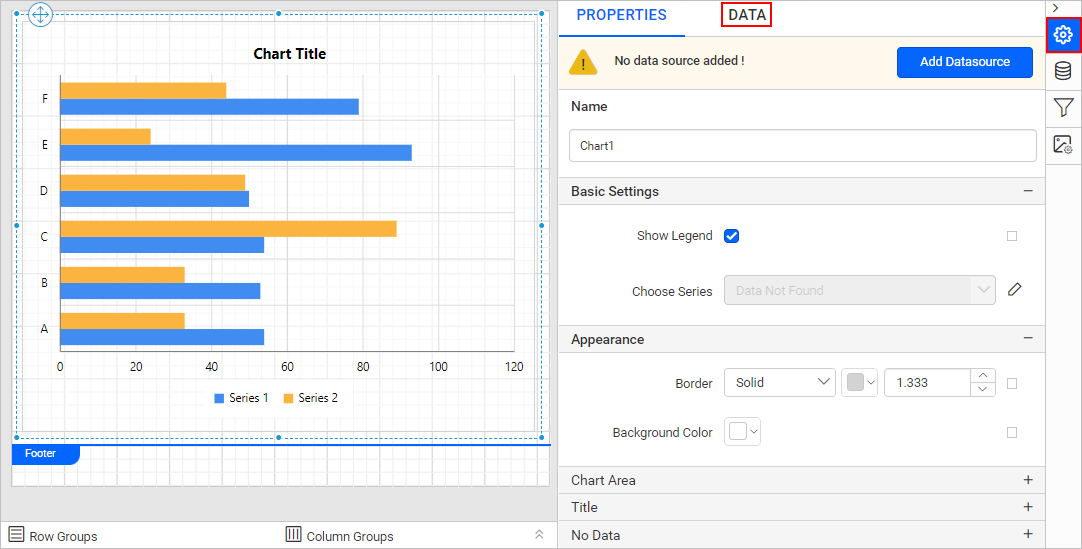 Chart Title
F
E
D
C
B
A
0 20 40 60 80 100 120
Series 1 Series 2
Footer
Row Groups Column Groups
PROPERTIES DATA
No data source added !
Add Datasource
Name
Chart1
Basic Settings
Show Legend
Choose Series Data Not Found
Appearance
Border Solid 1.333
Background Color
Chart Area
Title
No Data